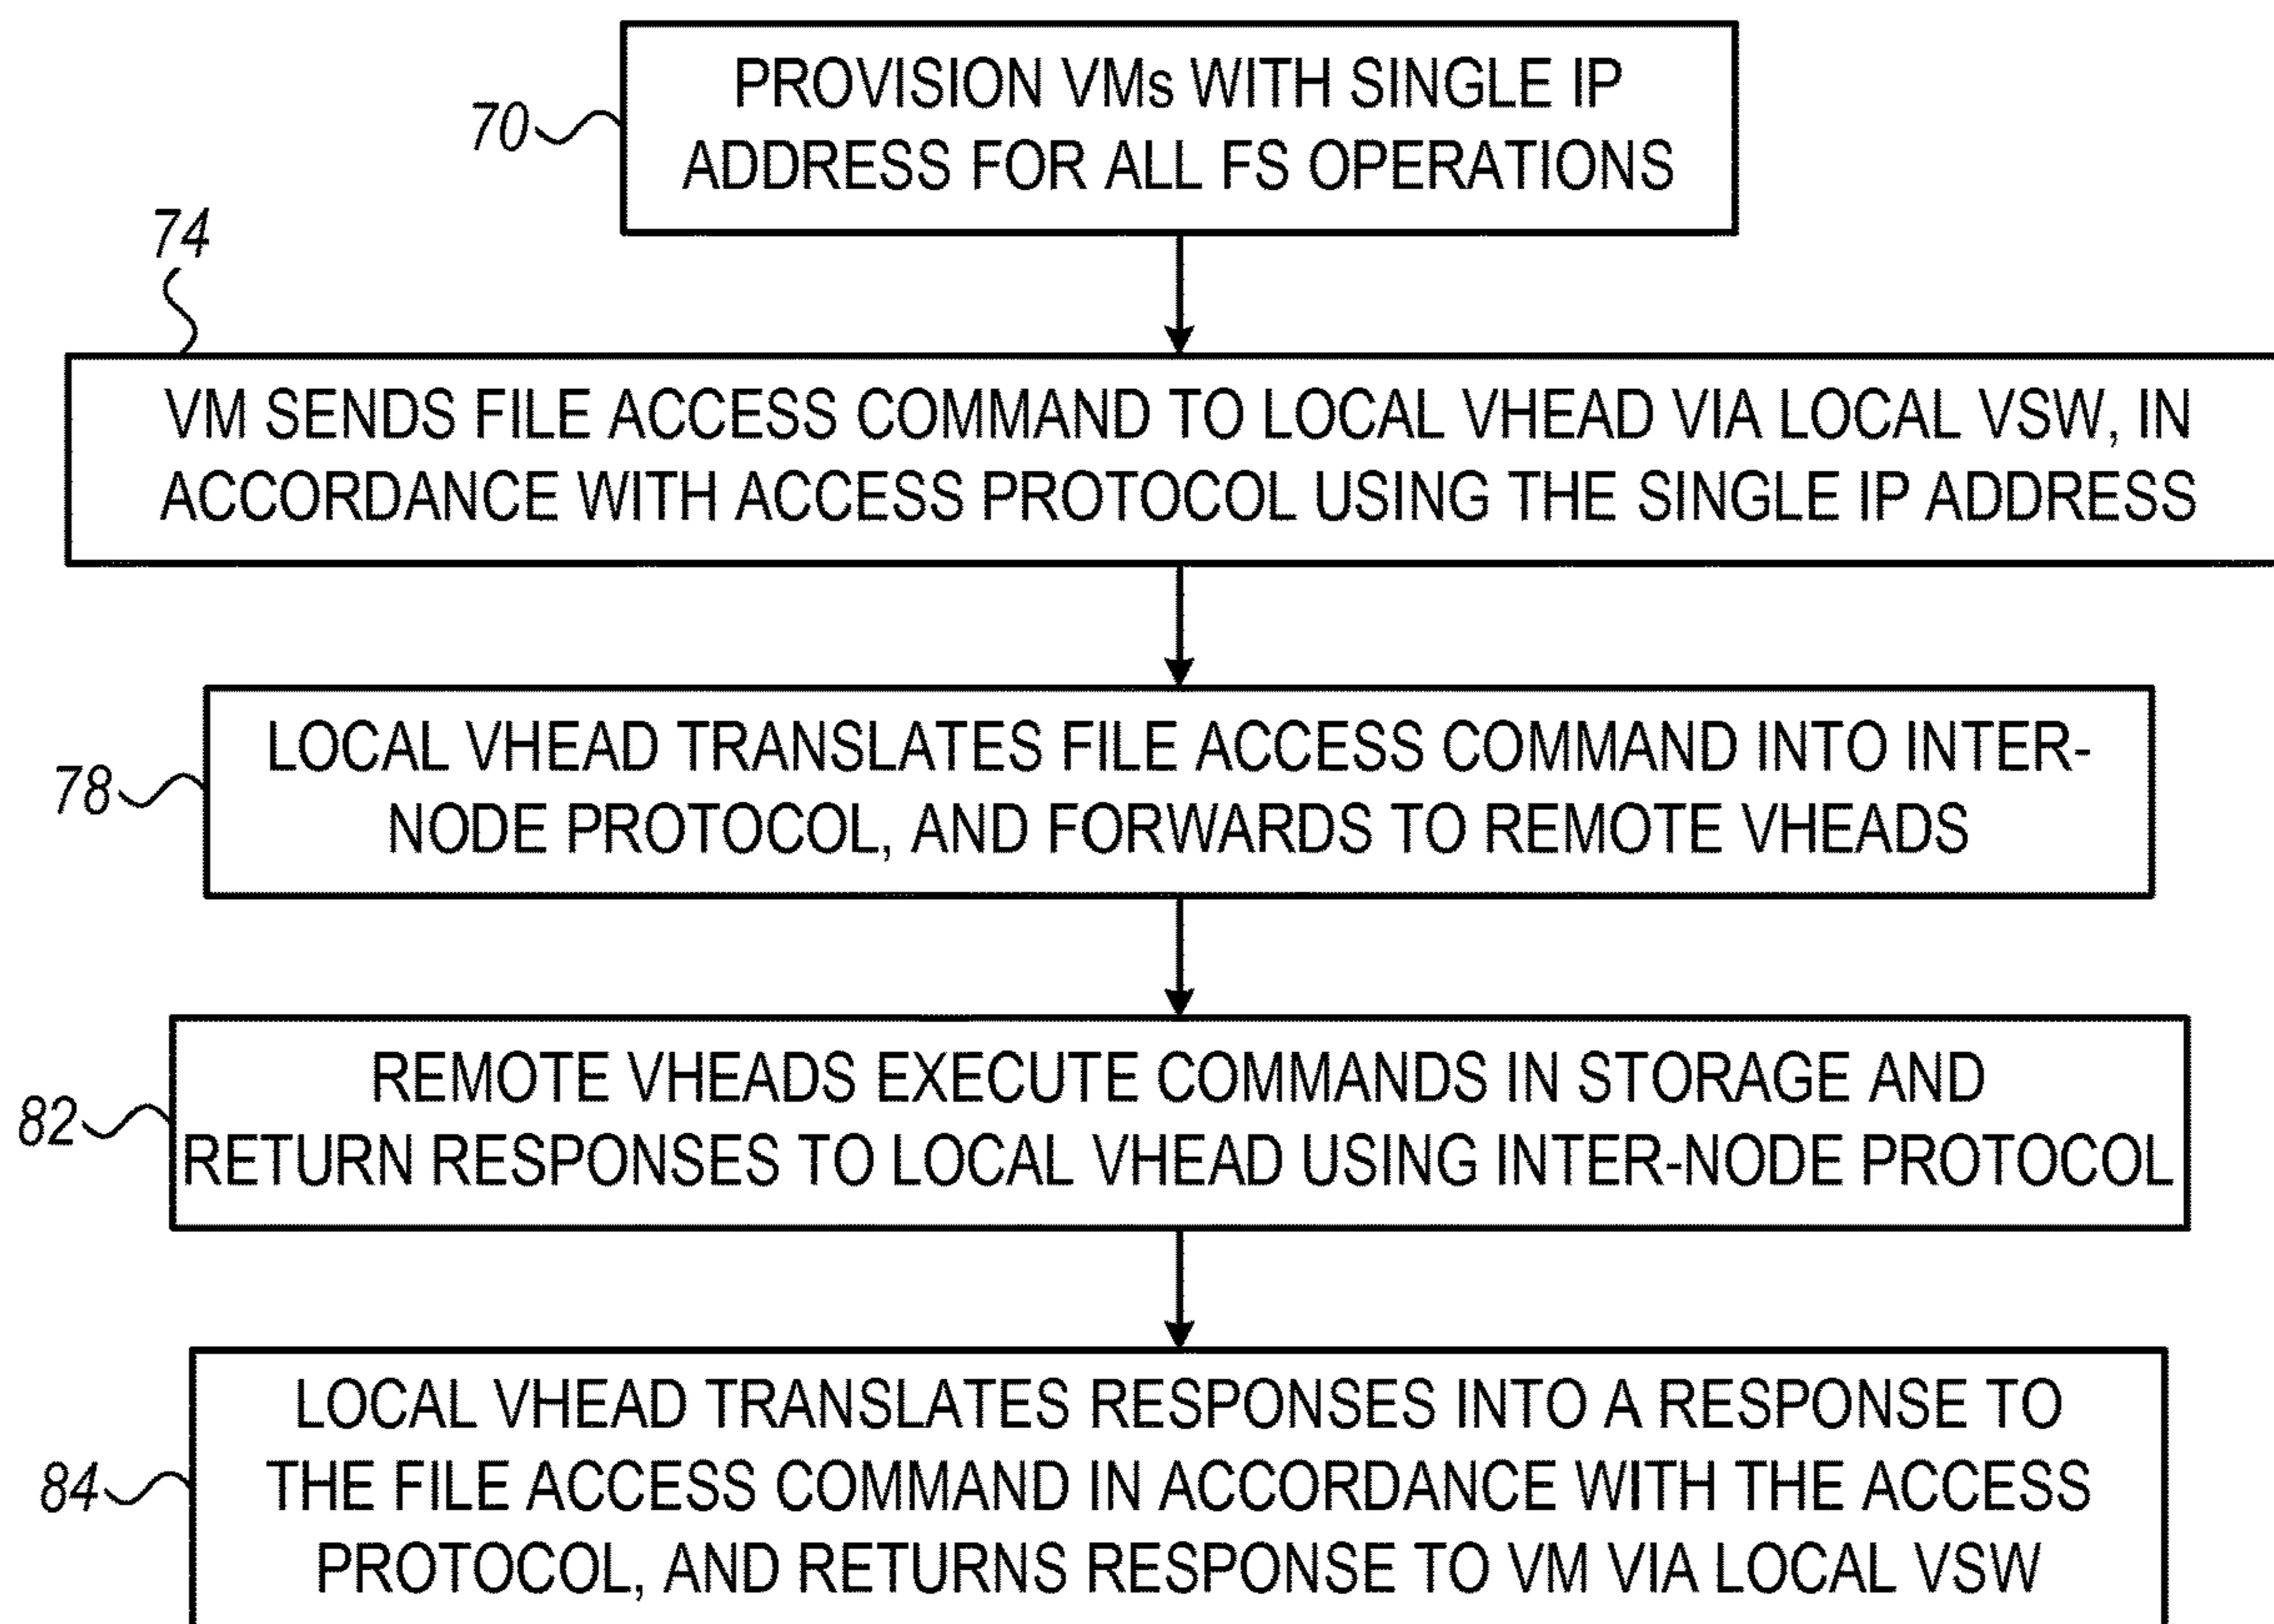 PROVISION VMs WITH SINGLE IP
ADDRESS FOR ALL FS OPERATIONS
70
74
VM SENDS FILE ACCESS COMMAND TO LOCAL VHEAD VIA LOCAL VSW, IN
ACCORDANCE WITH ACCESS PROTOCOL USING THE SINGLE IP ADDRESS
LOCAL VHEAD TRANSLATES FILE ACCESS COMMAND INTO INTER-
NODE PROTOCOL, AND FORWARDS TO REMOTE VHEADS
78
REMOTE VHEADS EXECUTE COMMANDS IN STORAGE AND
RETURN RESPONSES TO LOCAL VHEAD USING INTER-NODE PROTOCOL
82
LOCAL VHEAD TRANSLATES RESPONSES INTO A RESPONSE TO
THE FILE ACCESS COMMAND IN ACCORDANCE WITH THE ACCESS
PROTOCOL, AND RETURNS RESPONSE TO VM VIA LOCAL VSW
84